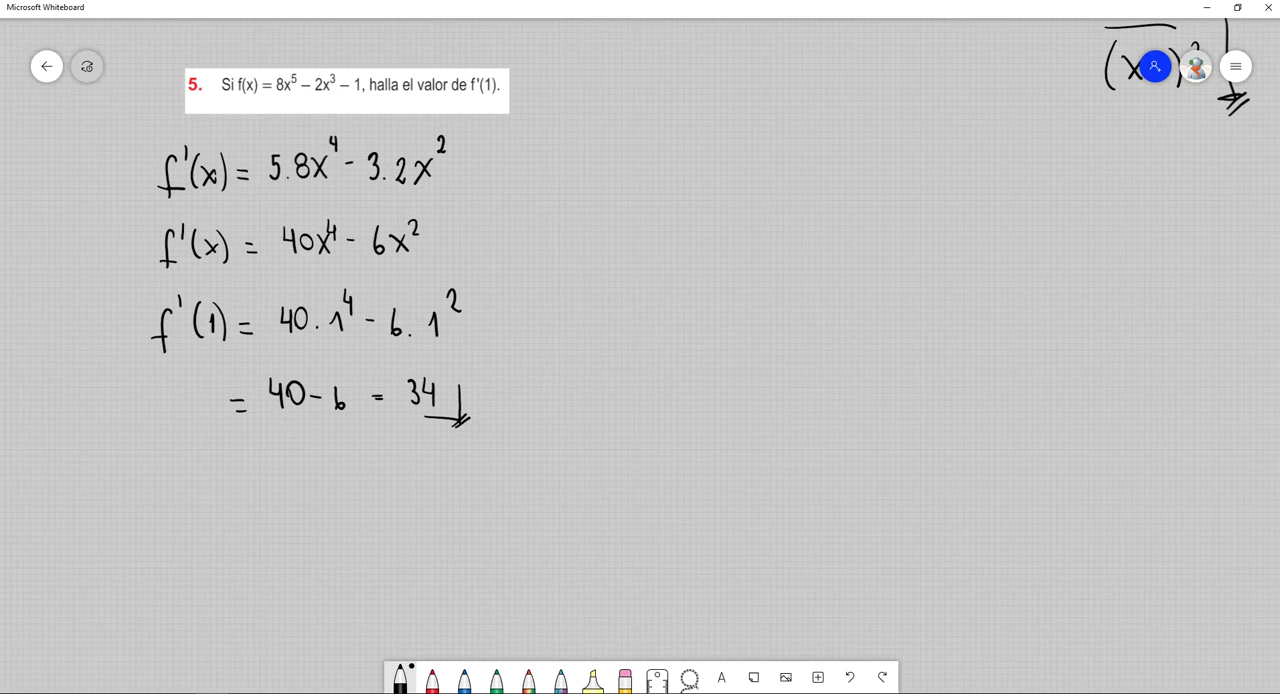 Microsoft Whiteboard
(x )²
5. Si f(x) = 8x⁵ – 2x³ – 1, halla el valor de f'(1).
f'(x) = 5.8x⁴ - 3.2x²
f'(x) = 40x⁴ - 6x²
f'(1) = 40.1⁴ - 6.1²
= 40 - 6 = 34
A